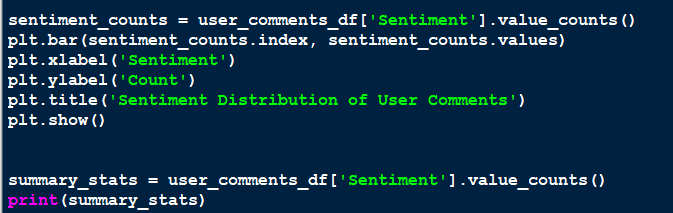 sentiment_counts = user_comments_df['Sentiment'].value_counts()
plt.bar(sentiment_counts.index, sentiment_counts.values)
plt.xlabel('Sentiment')
plt.ylabel('Count')
plt.title('Sentiment Distribution of User Comments')
plt.show()
summary_stats = user_comments_df['Sentiment'].value_counts()
print(summary_stats)